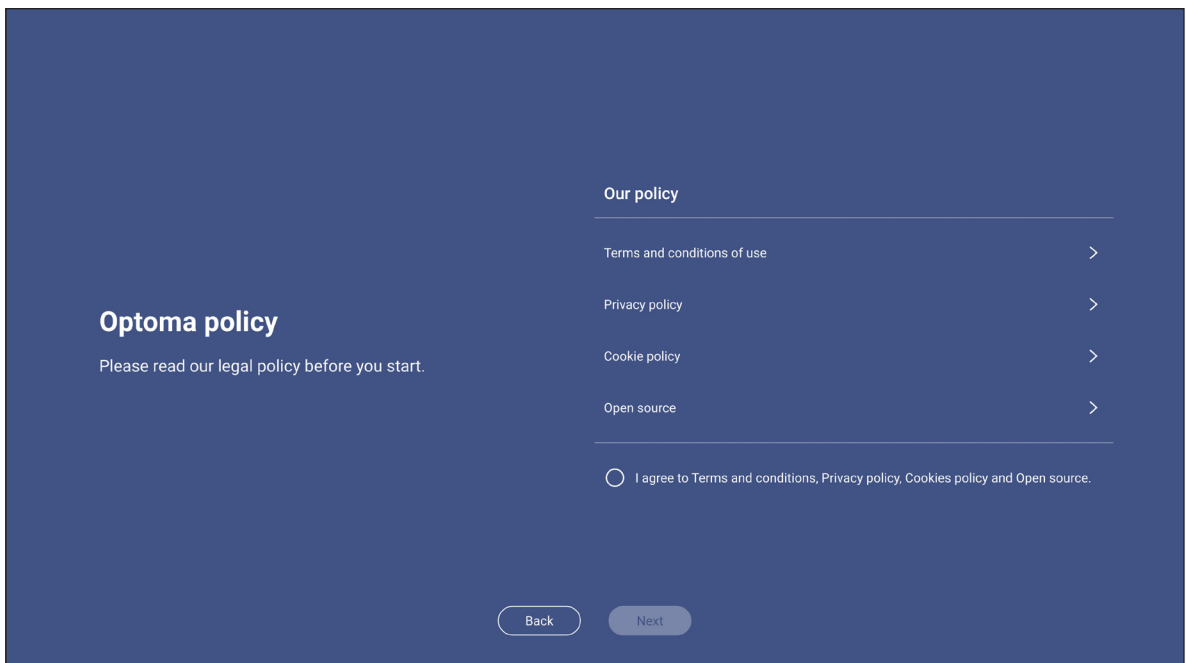 Optoma policy
Please read our legal policy before you start.
Our policy
Terms and conditions of use
Privacy policy
Cookie policy
Open source
I agree to Terms and conditions, Privacy policy, Cookies policy and Open source.
Back
Next